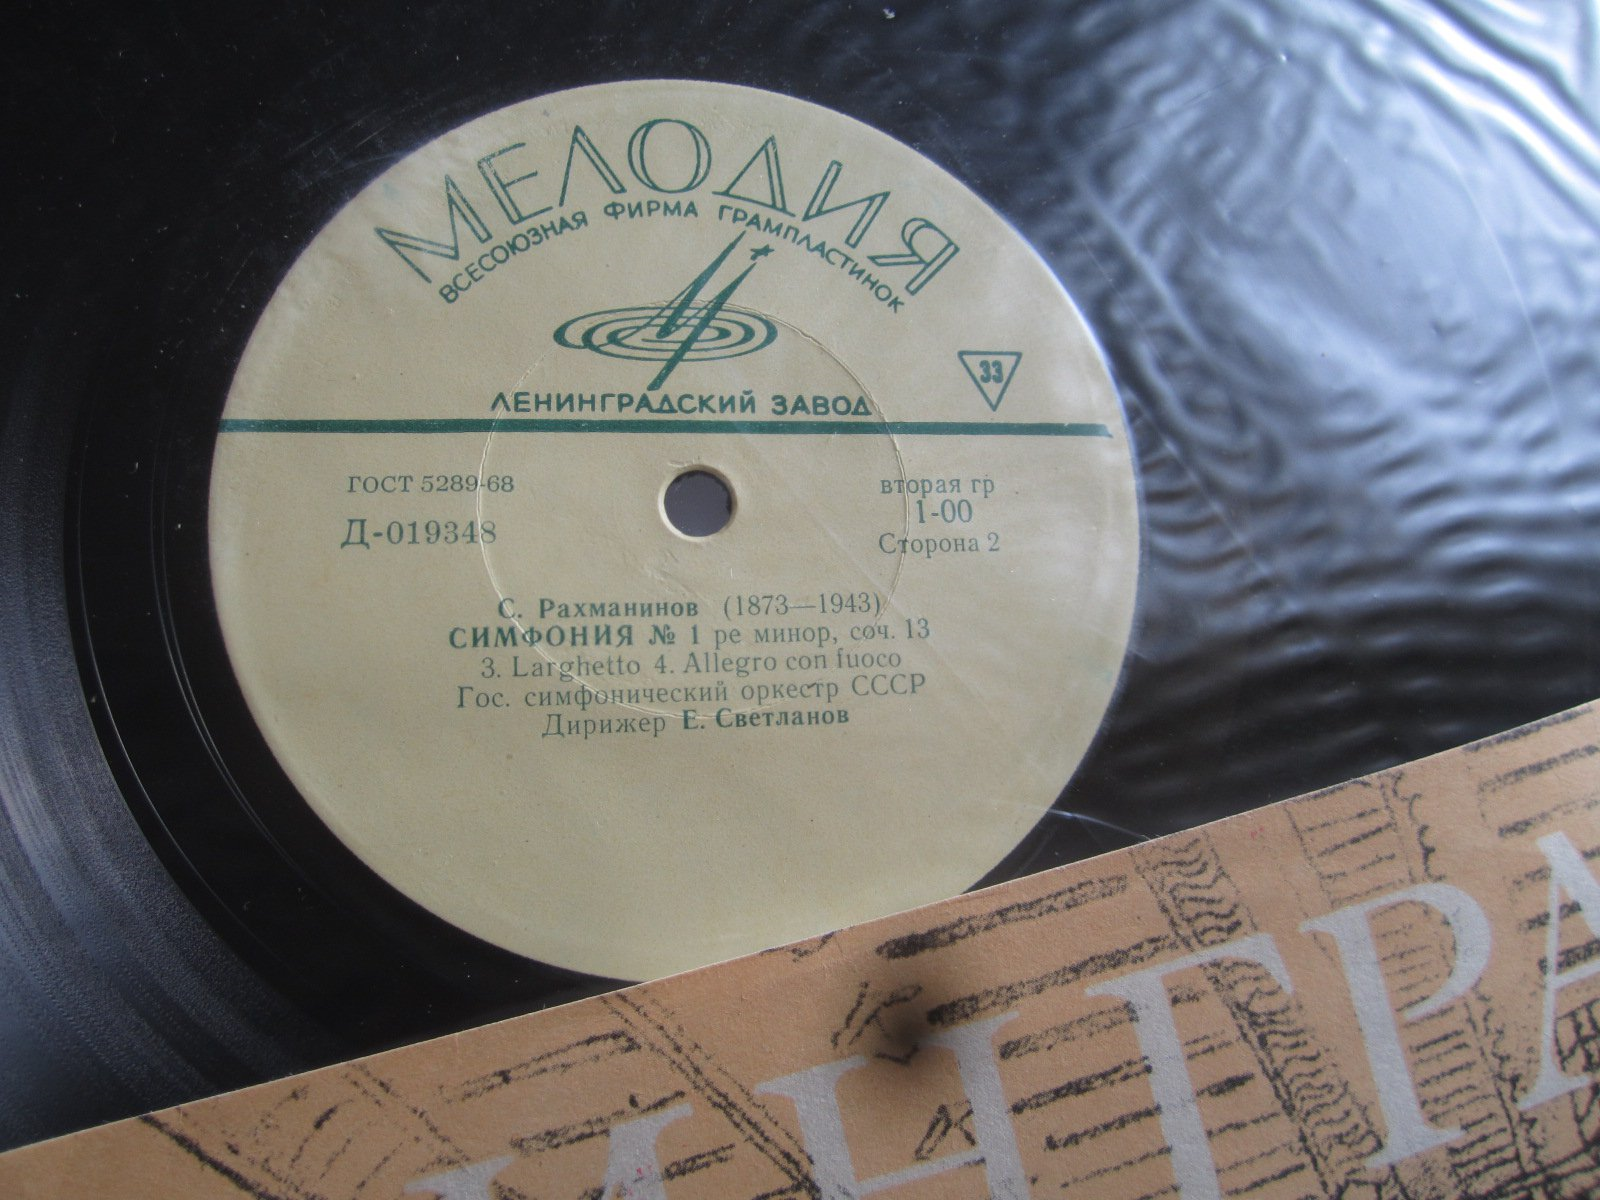 МЕЛОДИЯ
ВСЕСОЮЗНАЯ ФИРМА ГРАМПЛАСТИНОК
33
ЛЕНИНГРАДСКИЙ ЗАВОД
ГОСТ 5289-68
вторая гр
1-00
Д-019348
Сторона 2
С. Рахманинов (1873—1943)
СИМФОНИЯ № 1 ре минор, соч. 13
3. Larghetto 4. Allegro con fuoco
Гос. симфонический оркестр СССР
Дирижер Е. Светланов